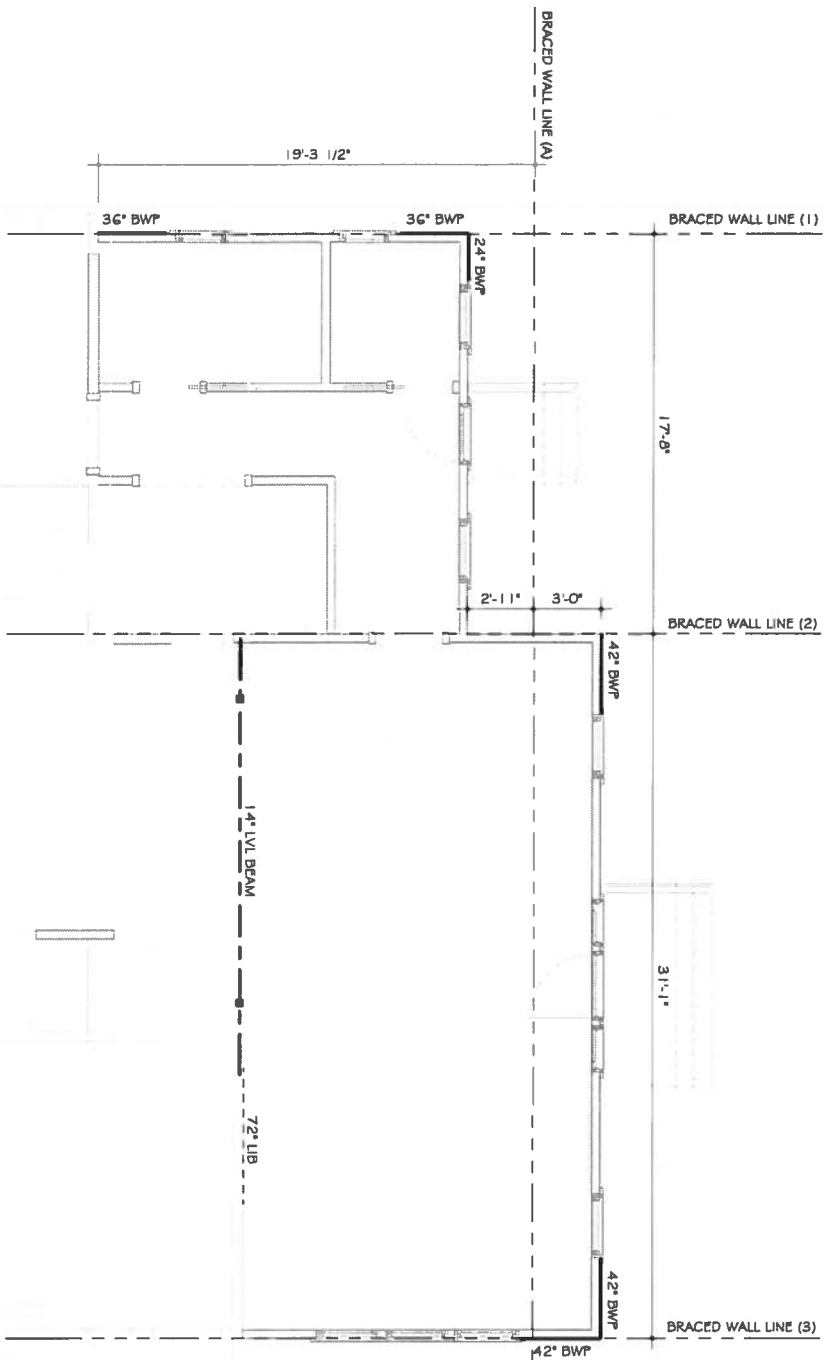 BRACED WALL LINE (A)
19'-3 1/2"
36" BWP
36" BWP
BRACED WALL LINE (1)
24" BWP
17'-8"
2'-11"
3'-0"
BRACED WALL LINE (2)
42" BWP
14" LVL BEAM
31'-1"
72" LIB
42" BWP
BRACED WALL LINE (3)
42" BWP